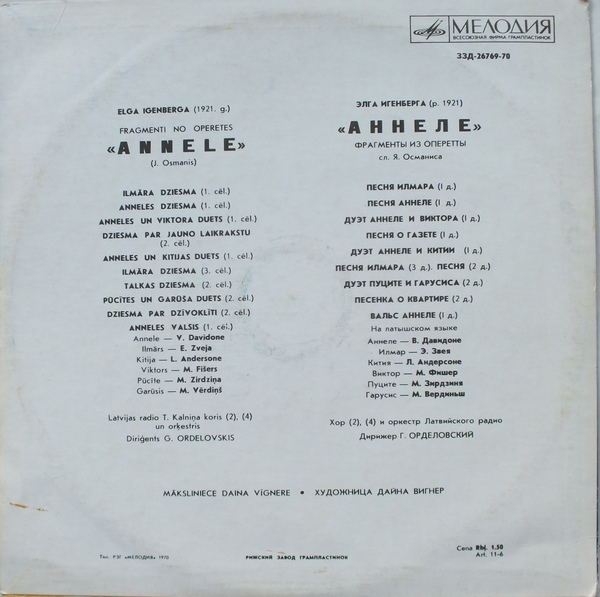 МЕЛОДИЯ
ВСЕСОЮЗНАЯ ФИРМА ГРАМПЛАСТИНОК
33Д-26769-70
ELGA IGENBERGA (1921. g.)
FRAGMENTI NO OPERETES
«ANNELE»
(J. Osmanis)
ILMĀRA DZIESMA (1. cēl.)
ANNELES DZIESMA (1. cēl.)
ANNELES UN VIKTORA DUETS (1. cēl.)
DZIESMA PAR JAUNO LAIKRAKSTU
(2. cēl.)
ANNELES UN KITIJAS DUETS (1. cēl.)
ILMĀRA DZIESMA (3. cēl.)
TALKAS DZIESMA (2. cēl.)
PŪCĪTES UN GARŪŠA DUETS (2. cēl.)
DZIESMA PAR DZĪVOKLĪTI (2. cēl.)
ANNELES VALSIS (1. cēl.)
Annele — V. Davidone
Ilmārs — E. Zveja
Kitija — L. Andersone
Viktors — M. Fišers
Pūcīte — M. Zirdziņa
Garūsis — M. Vērdiņš
Latvijas radio T. Kalniņa koris (2), (4)
un orķestris
Diriģents G. ORDELOVSKIS
ЭЛГА ИГЕНБЕРГА (р. 1921)
«АННЕЛЕ»
ФРАГМЕНТЫ ИЗ ОПЕРЕТТЫ
сл. Я. Османиса
ПЕСНЯ ИЛМАРА (I д.)
ПЕСНЯ АННЕЛЕ (I д.)
ДУЭТ АННЕЛЕ И ВИКТОРА (I д.)
ПЕСНЯ О ГАЗЕТЕ (I д.)
ДУЭТ АННЕЛЕ И КИТИИ (I д.)
ПЕСНЯ ИЛМАРА (3 д.). ПЕСНЯ (2 д.)
ДУЭТ ПУЦИТЕ И ГАРУСИСА (2 д.)
ПЕСЕНКА О КВАРТИРЕ (2 д.)
ВАЛЬС АННЕЛЕ (I д.)
На латышском языке
Аннеле — В. Давидоне
Илмар — Э. Звея
Кития — Л. Андерсоне
Виктор — М. Фишер
Пуците — М. Зирдзиня
Гарусис — М. Вердиньш
Хор (2), (4) и оркестр Латвийского радио
Дирижер Г. ОРДЕЛОВСКИЙ
MĀKSLINIECE DAINA VĪGNERE • ХУДОЖНИЦА ДАЙНА ВИГНЕР
Тип. РЗГ «МЕЛОДИЯ» 1970
РИЖСКИЙ ЗАВОД ГРАМПЛАСТИНОК
Cena Rbļ. 1.50
Art. 11-6